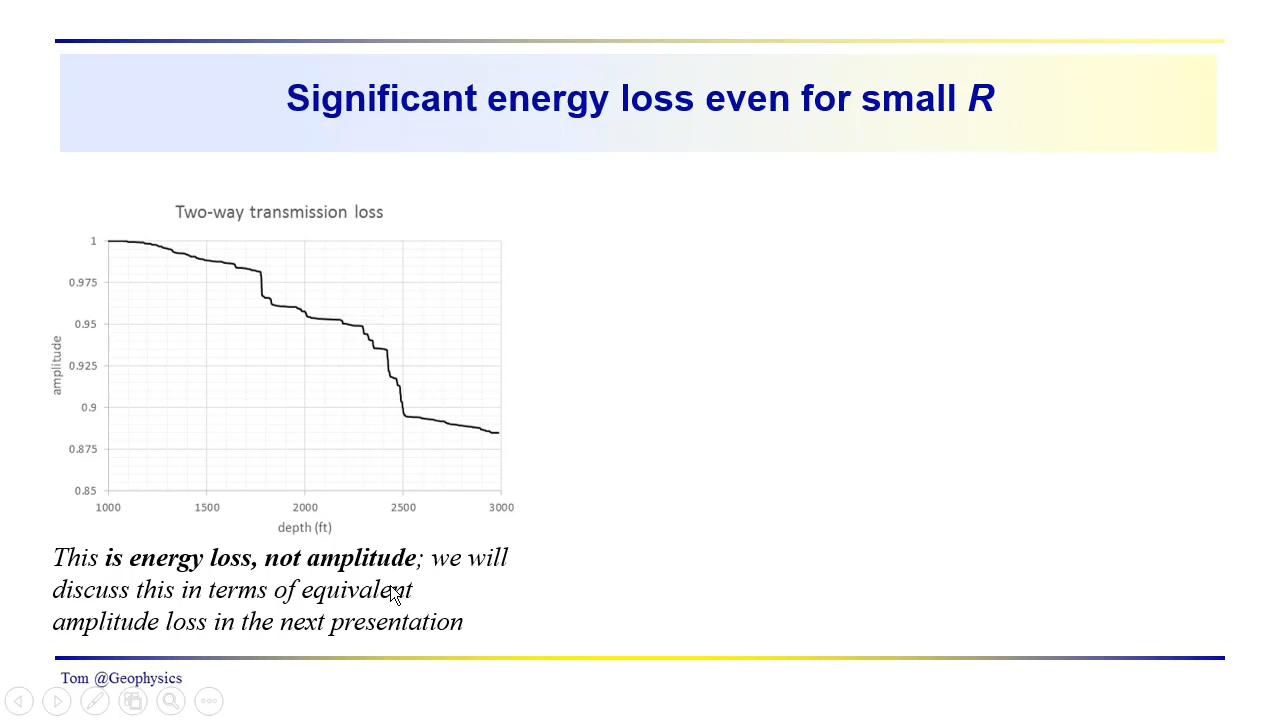 Significant energy loss even for small R
Two-way transmission loss
1
0.975
0.95
0.925
0.9
0.875
0.85
amplitude
1000 1500 2000 2500 3000
depth (ft)
This is energy loss, not amplitude; we will
discuss this in terms of equivalent
amplitude loss in the next presentation
Tom @Geophysics